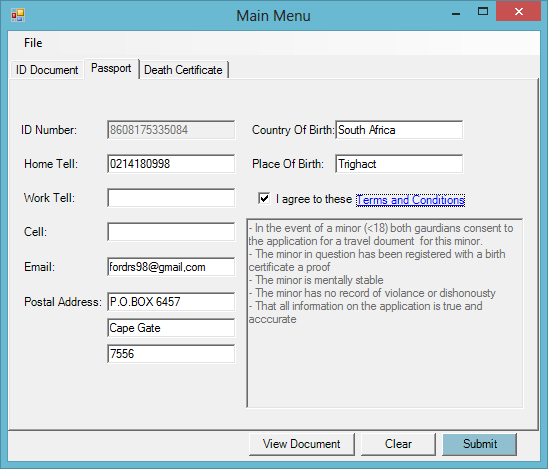 Main Menu
File
ID Document Passport Death Certificate
ID Number: 8608175335084 Country Of Birth: South Africa
Home Tell: 0214180998 Place Of Birth: Trighact
Work Tell: I agree to these Terms and Conditions
Cell:
- In the event of a minor (<18) both gaurdians consent to
the application for a travel doument for this minor.
- The minor in question has been registered with a birth
certificate a proof
- The minor is mentally stable
- The minor has no record of violance or dishonousty
- That all infomation on the application is true and
acccurate
Email: fordrs98@gmail.com
Postal Address: P.O.BOX 6457
Cape Gate
7556
View Document Clear Submit